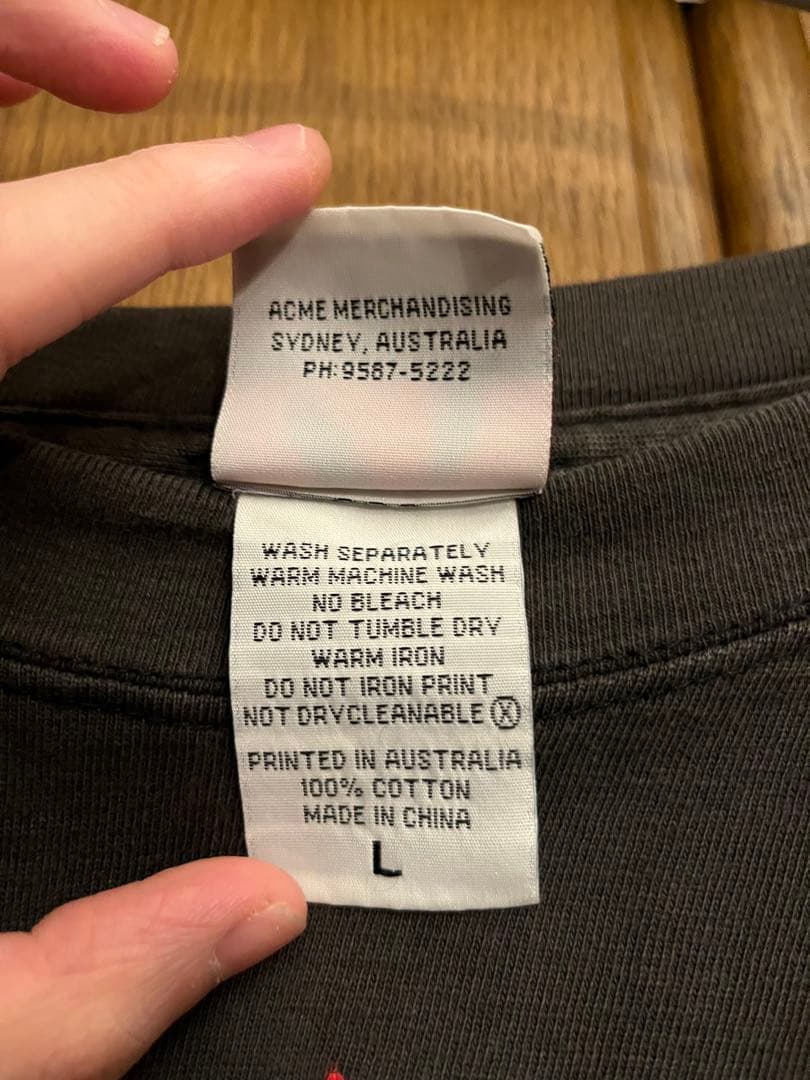 ACME MERCHANDISING
SYDNEY, AUSTRALIA
PH:9587-5222
WASH SEPARATELY
WARM MACHINE WASH
NO BLEACH
DO NOT TUMBLE DRY
WARM IRON
DO NOT IRON PRINT
NOT DRYCLEANABLE Ⓧ
PRINTED IN AUSTRALIA
100% COTTON
MADE IN CHINA
L